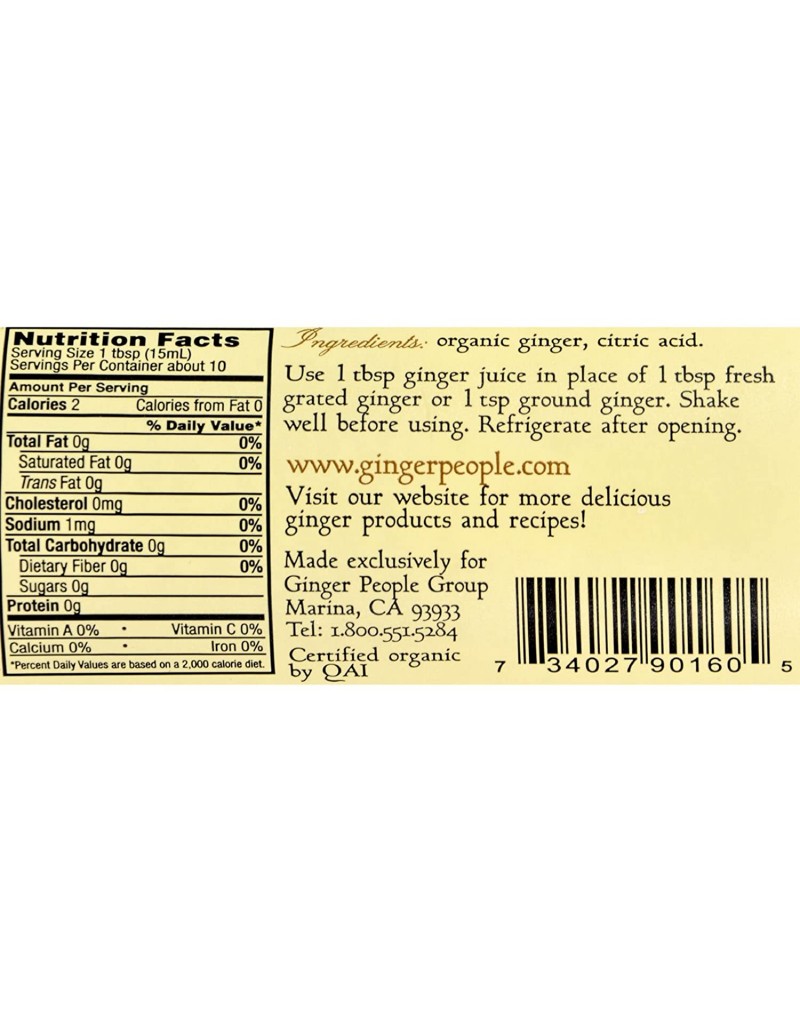 Nutrition Facts
Serving Size 1 tbsp (15mL)
Servings Per Container about 10
Amount Per Serving
Calories 2 Calories from Fat 0
% Daily Value*
Total Fat 0g 0%
Saturated Fat 0g 0%
Trans Fat 0g
Cholesterol 0mg 0%
Sodium 1mg 0%
Total Carbohydrate 0g 0%
Dietary Fiber 0g 0%
Sugars 0g
Protein 0g
Vitamin A 0% • Vitamin C 0%
Calcium 0% • Iron 0%
*Percent Daily Values are based on a 2,000 calorie diet.
Ingredients: organic ginger, citric acid.
Use 1 tbsp ginger juice in place of 1 tbsp fresh
grated ginger or 1 tsp ground ginger. Shake
well before using. Refrigerate after opening.
www.gingerpeople.com
Visit our website for more delicious
ginger products and recipes!
Made exclusively for
Ginger People Group
Marina, CA 93933
Tel: 1.800.551.5284
Certified organic
by QAI
7 34027 90160 5